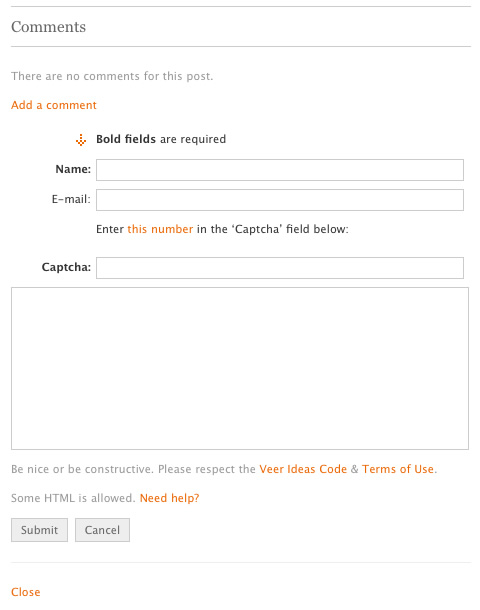 Comments
There are no comments for this post.
Add a comment
Bold fields are required
Name:
E-mail:
Enter this number in the ‘Captcha’ field below:
Captcha:
Be nice or be constructive. Please respect the Veer Ideas Code & Terms of Use.
Some HTML is allowed. Need help?
Submit Cancel
Close